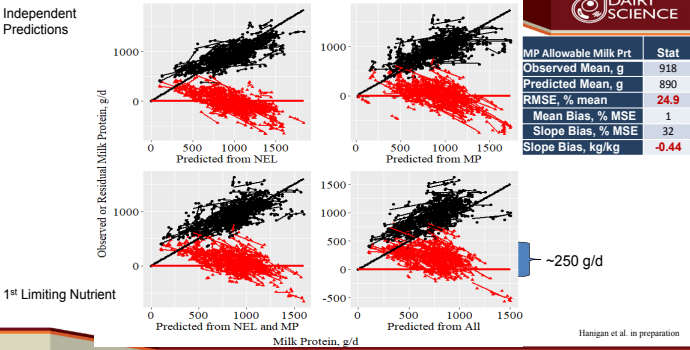 Independent
Predictions
DAIRY
SCIENCE
Observed or Residual Milk Protein, g/d
1000
0
0 500 1000 1500
Predicted from NEL
1000
0
0 500 1000 1500
Predicted from MP
MP Allowable Milk Prt Stat
Observed Mean, g 918
Predicted Mean, g 890
RMSE, % mean 24.9
Mean Bias, % MSE 1
Slope Bias, % MSE 32
Slope Bias, kg/kg -0.44
1000
0
0 500 1000 1500
Predicted from NEL and MP
1500
1000
500
0
-500
0 500 1000 1500
Predicted from All
~250 g/d
1st Limiting Nutrient
Milk Protein, g/d
Hanigan et al. in preparation